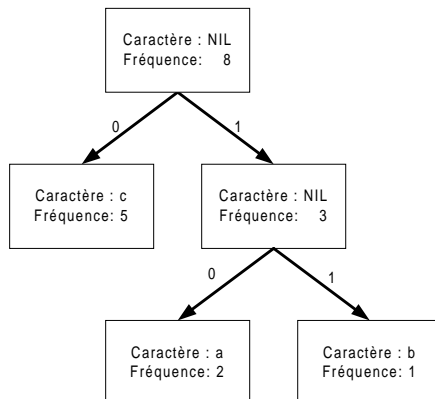 Caractère : NIL
Fréquence: 8
0
1
Caractère : c
Fréquence: 5
Caractère : NIL
Fréquence: 3
0
1
Caractère : a
Fréquence: 2
Caractère : b
Fréquence: 1